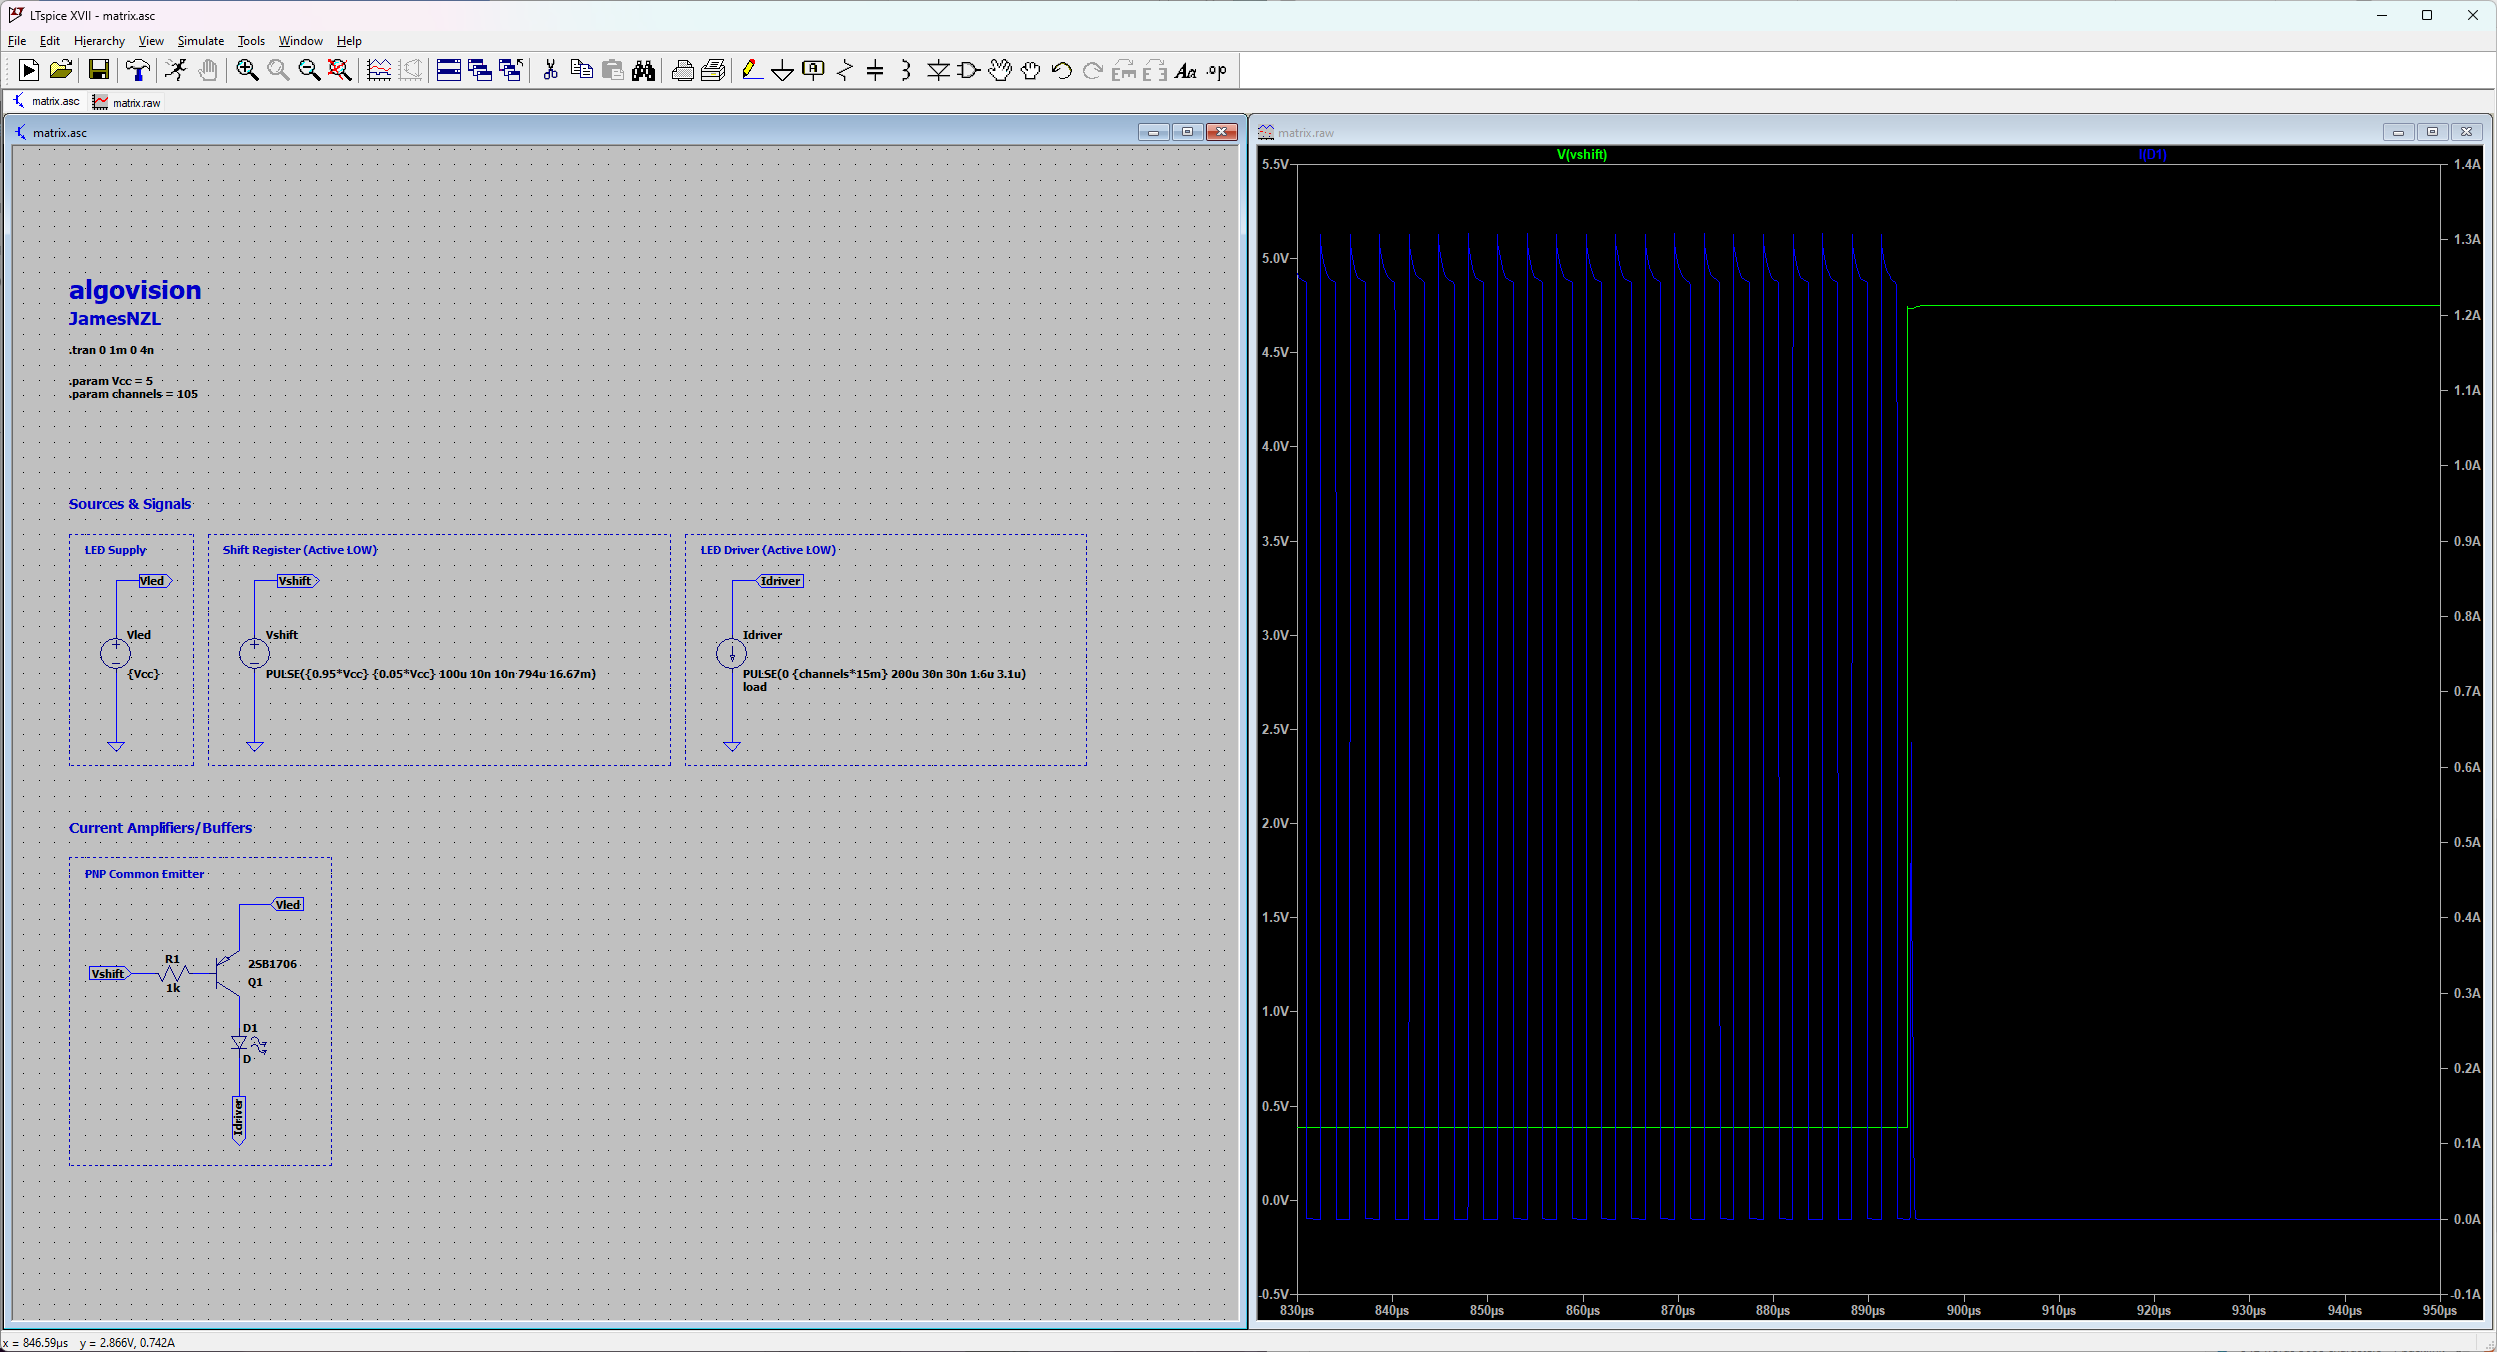 LTspice XVII - matrix.asc
File Edit Hierarchy View Simulate Tools Window Help
matrix.asc matrix.raw
matrix.asc
algovision
JamesNZL
.tran 0 1m 0 4n
.param Vcc = 5
.param channels = 105
Sources & Signals
LED Supply
Vled
Vled
{Vcc}
Shift Register (Active LOW)
Vshift
Vshift
PULSE({0.95*Vcc} {0.05*Vcc} 100u 10n 10n 794u 16.67m)
LED Driver (Active LOW)
Idriver
Idriver
PULSE(0 {channels*15m} 200u 30n 30n 1.6u 3.1u)
load
Current Amplifiers/Buffers
PNP Common Emitter
Vled
Vshift
R1
1k
2SB1706
Q1
D1
D
Idriver
matrix.raw
V(vshift) I(D1)
5.5V
5.0V
4.5V
4.0V
3.5V
3.0V
2.5V
2.0V
1.5V
1.0V
0.5V
0.0V
-0.5V
1.4A
1.3A
1.2A
1.1A
1.0A
0.9A
0.8A
0.7A
0.6A
0.5A
0.4A
0.3A
0.2A
0.1A
0.0A
-0.1A
830µs 840µs 850µs 860µs 870µs 880µs 890µs 900µs 910µs 920µs 930µs 940µs 950µs
x = 846.59µs y = 2.866V, 0.742A